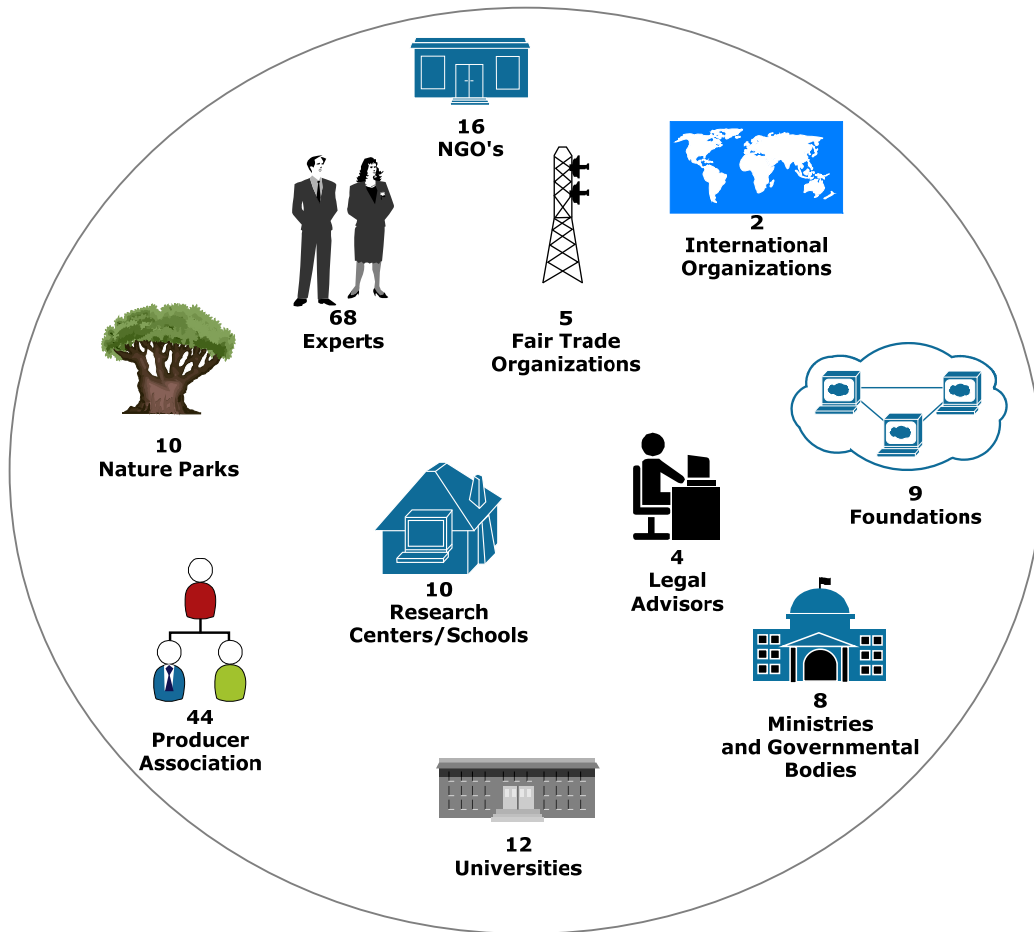 16
NGO's
2
International
Organizations
68
Experts
5
Fair Trade
Organizations
10
Nature Parks
9
Foundations
4
Legal
Advisors
10
Research
Centers/Schools
8
Ministries
and Governmental
Bodies
44
Producer
Association
12
Universities